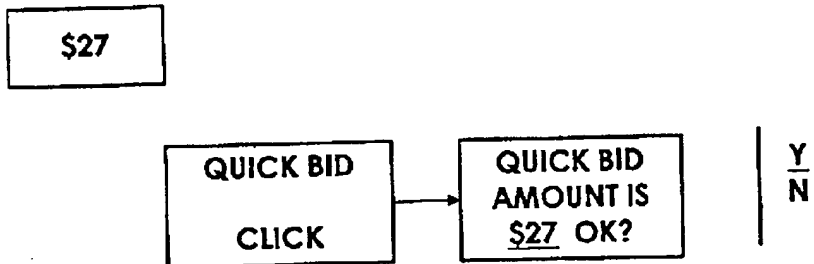 $27
QUICK BID
CLICK
QUICK BID
AMOUNT IS
$27 OK?
Y
N